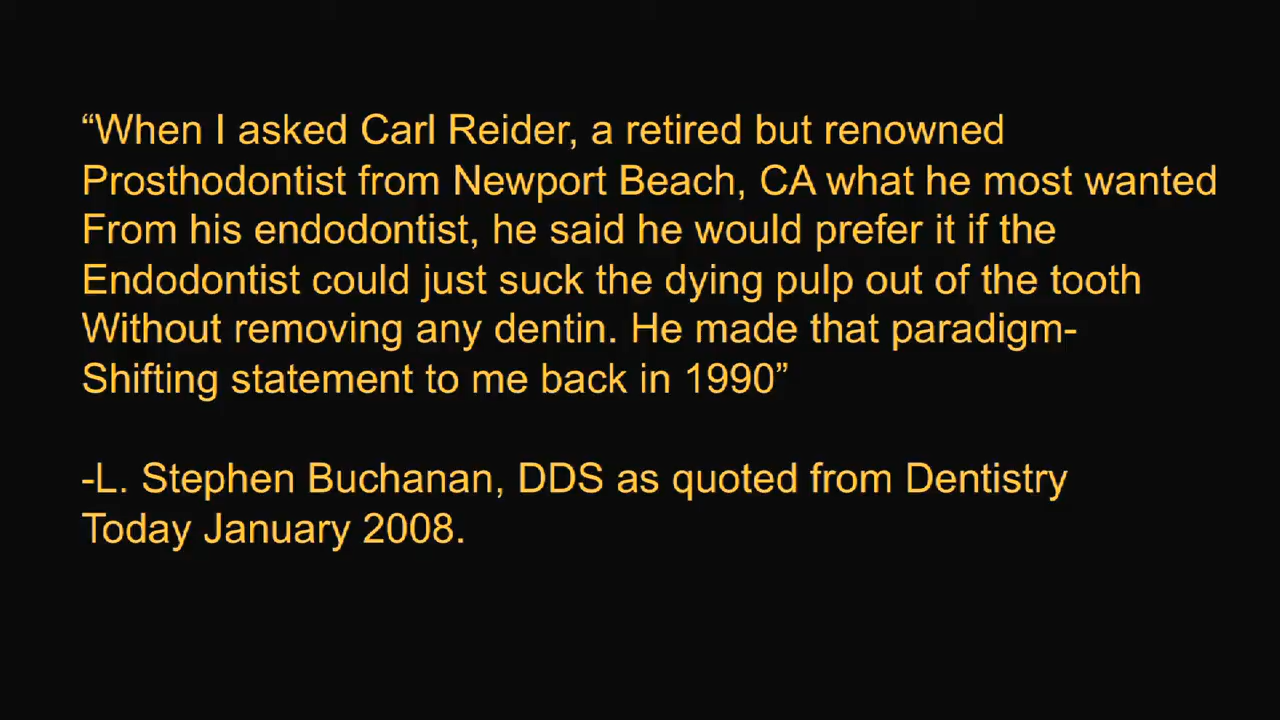 “When I asked Carl Reider, a retired but renowned
Prosthodontist from Newport Beach, CA what he most wanted
From his endodontist, he said he would prefer it if the
Endodontist could just suck the dying pulp out of the tooth
Without removing any dentin. He made that paradigm-
Shifting statement to me back in 1990”
-L. Stephen Buchanan, DDS as quoted from Dentistry
Today January 2008.